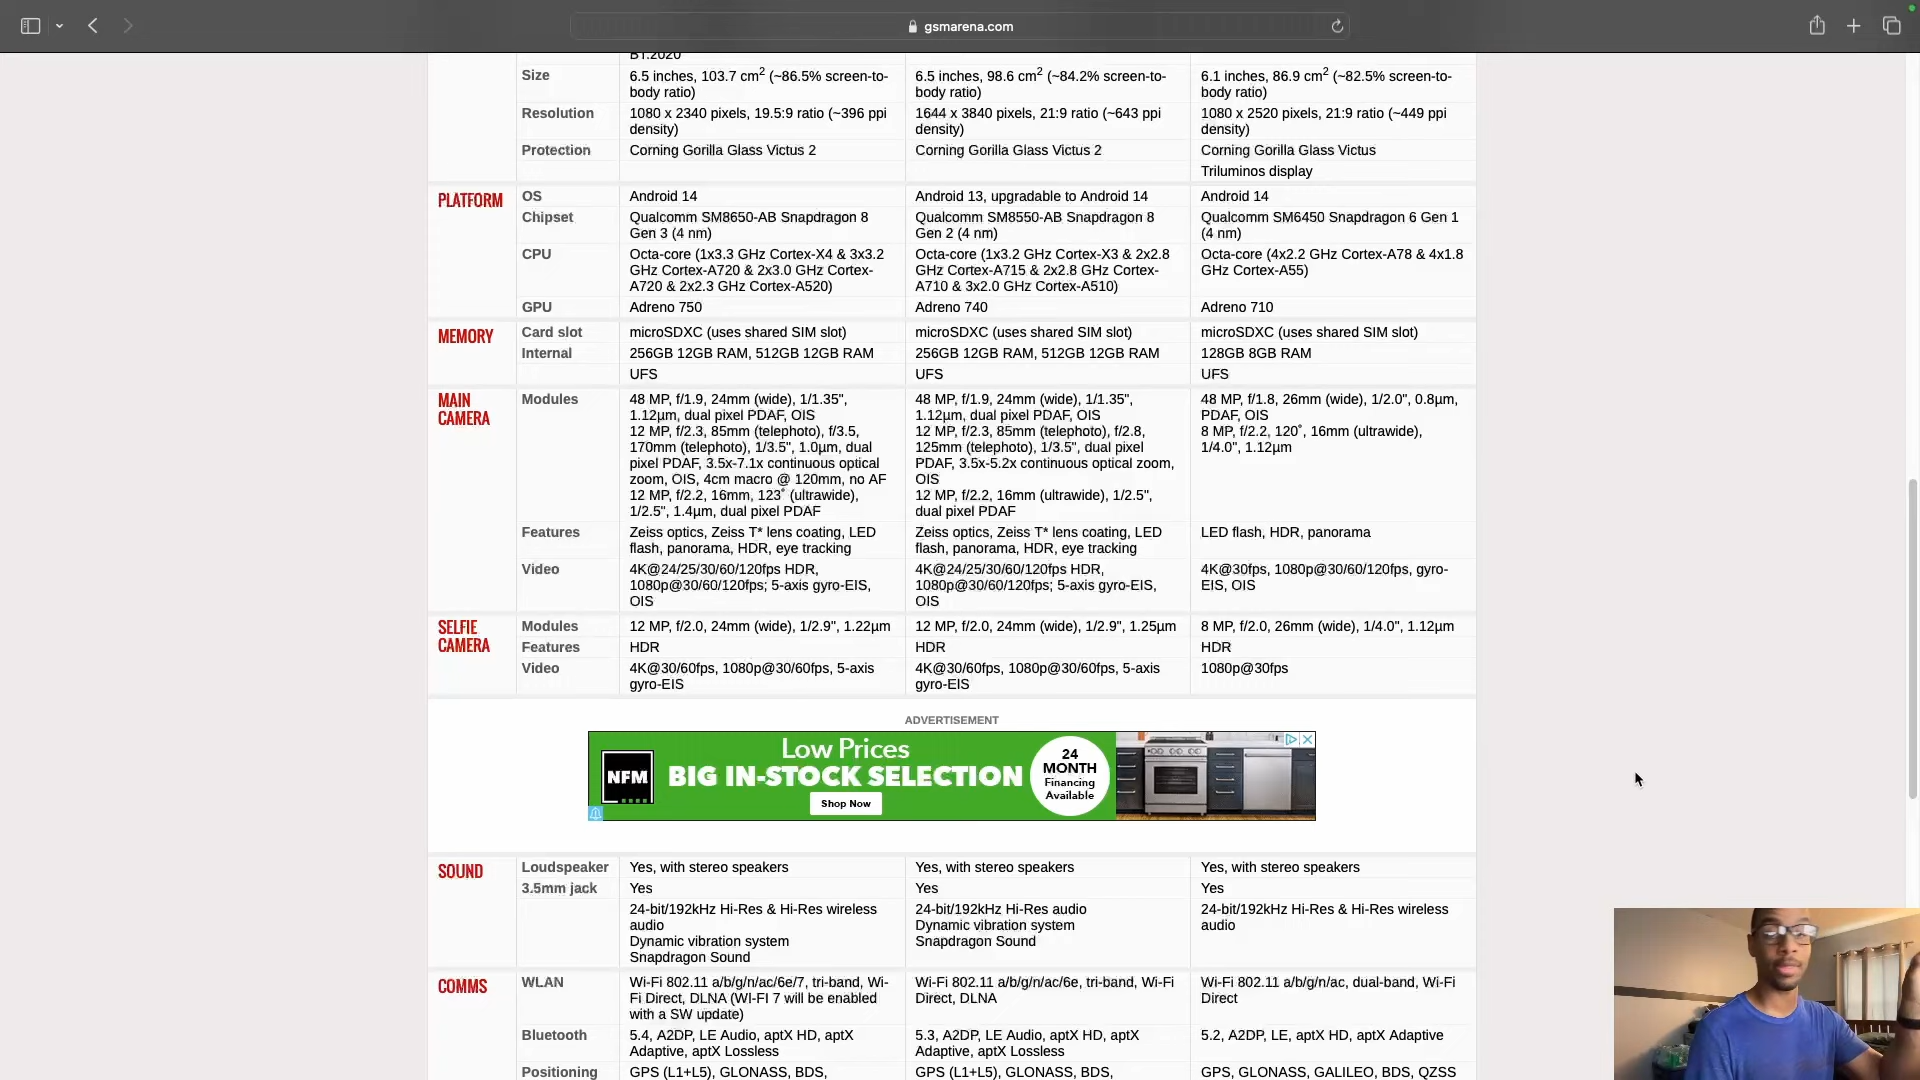 gsmarena.com
BT.2020
Size
6.5 inches, 103.7 cm2 (~86.5% screen-to-
body ratio)
6.5 inches, 98.6 cm2 (~84.2% screen-to-
body ratio)
6.1 inches, 86.9 cm2 (~82.5% screen-to-
body ratio)
Resolution
1080 x 2340 pixels, 19.5:9 ratio (~396 ppi
density)
1644 x 3840 pixels, 21:9 ratio (~643 ppi
density)
1080 x 2520 pixels, 21:9 ratio (~449 ppi
density)
Protection
Corning Gorilla Glass Victus 2
Corning Gorilla Glass Victus 2
Corning Gorilla Glass Victus
Triluminos display
PLATFORM
OS
Android 14
Android 13, upgradable to Android 14
Android 14
Chipset
Qualcomm SM8650-AB Snapdragon 8
Gen 3 (4 nm)
Qualcomm SM8550-AB Snapdragon 8
Gen 2 (4 nm)
Qualcomm SM6450 Snapdragon 6 Gen 1
(4 nm)
CPU
Octa-core (1x3.3 GHz Cortex-X4 & 3x3.2
GHz Cortex-A720 & 2x3.0 GHz Cortex-
A720 & 2x2.3 GHz Cortex-A520)
Octa-core (1x3.2 GHz Cortex-X3 & 2x2.8
GHz Cortex-A715 & 2x2.8 GHz Cortex-
A710 & 3x2.0 GHz Cortex-A510)
Octa-core (4x2.2 GHz Cortex-A78 & 4x1.8
GHz Cortex-A55)
GPU
Adreno 750
Adreno 740
Adreno 710
MEMORY
Card slot
microSDXC (uses shared SIM slot)
microSDXC (uses shared SIM slot)
microSDXC (uses shared SIM slot)
Internal
256GB 12GB RAM, 512GB 12GB RAM
256GB 12GB RAM, 512GB 12GB RAM
128GB 8GB RAM
UFS
UFS
UFS
MAIN
CAMERA
Modules
48 MP, f/1.9, 24mm (wide), 1/1.35",
1.12µm, dual pixel PDAF, OIS
12 MP, f/2.3, 85mm (telephoto), f/3.5,
170mm (telephoto), 1/3.5", 1.0µm, dual
pixel PDAF, 3.5x-7.1x continuous optical
zoom, OIS, 4cm macro @ 120mm, no AF
12 MP, f/2.2, 16mm, 123˚ (ultrawide),
1/2.5", 1.4µm, dual pixel PDAF
48 MP, f/1.9, 24mm (wide), 1/1.35",
1.12µm, dual pixel PDAF, OIS
12 MP, f/2.3, 85mm (telephoto), f/2.8,
125mm (telephoto), 1/3.5", dual pixel
PDAF, 3.5x-5.2x continuous optical zoom,
OIS
12 MP, f/2.2, 16mm (ultrawide), 1/2.5",
dual pixel PDAF
48 MP, f/1.8, 26mm (wide), 1/2.0", 0.8µm,
PDAF, OIS
8 MP, f/2.2, 120˚, 16mm (ultrawide),
1/4.0", 1.12µm
Features
Zeiss optics, Zeiss T* lens coating, LED
flash, panorama, HDR, eye tracking
Zeiss optics, Zeiss T* lens coating, LED
flash, panorama, HDR, eye tracking
LED flash, HDR, panorama
Video
4K@24/25/30/60/120fps HDR,
1080p@30/60/120fps; 5-axis gyro-EIS,
OIS
4K@24/25/30/60/120fps HDR,
1080p@30/60/120fps; 5-axis gyro-EIS,
OIS
4K@30fps, 1080p@30/60/120fps, gyro-
EIS, OIS
SELFIE
CAMERA
Modules
12 MP, f/2.0, 24mm (wide), 1/2.9", 1.22µm
12 MP, f/2.0, 24mm (wide), 1/2.9", 1.25µm
8 MP, f/2.0, 26mm (wide), 1/4.0", 1.12µm
Features
HDR
HDR
HDR
Video
4K@30/60fps, 1080p@30/60fps, 5-axis
gyro-EIS
4K@30/60fps, 1080p@30/60fps, 5-axis
gyro-EIS
1080p@30fps
ADVERTISEMENT
NFM
Low Prices
BIG IN-STOCK SELECTION
Shop Now
24
MONTH
Financing
Available
SOUND
Loudspeaker
Yes, with stereo speakers
Yes, with stereo speakers
Yes, with stereo speakers
3.5mm jack
Yes
Yes
Yes
24-bit/192kHz Hi-Res & Hi-Res wireless
audio
Dynamic vibration system
Snapdragon Sound
24-bit/192kHz Hi-Res audio
Dynamic vibration system
Snapdragon Sound
24-bit/192kHz Hi-Res & Hi-Res wireless
audio
COMMS
WLAN
Wi-Fi 802.11 a/b/g/n/ac/6e/7, tri-band, Wi-
Fi Direct, DLNA (WI-FI 7 will be enabled
with a SW update)
Wi-Fi 802.11 a/b/g/n/ac/6e, tri-band, Wi-Fi
Direct, DLNA
Wi-Fi 802.11 a/b/g/n/ac, dual-band, Wi-Fi
Direct
Bluetooth
5.4, A2DP, LE Audio, aptX HD, aptX
Adaptive, aptX Lossless
5.3, A2DP, LE Audio, aptX HD, aptX
Adaptive, aptX Lossless
5.2, A2DP, LE, aptX HD, aptX Adaptive
Positioning
GPS (L1+L5), GLONASS, BDS,
GPS (L1+L5), GLONASS, BDS,
GPS, GLONASS, GALILEO, BDS, QZSS